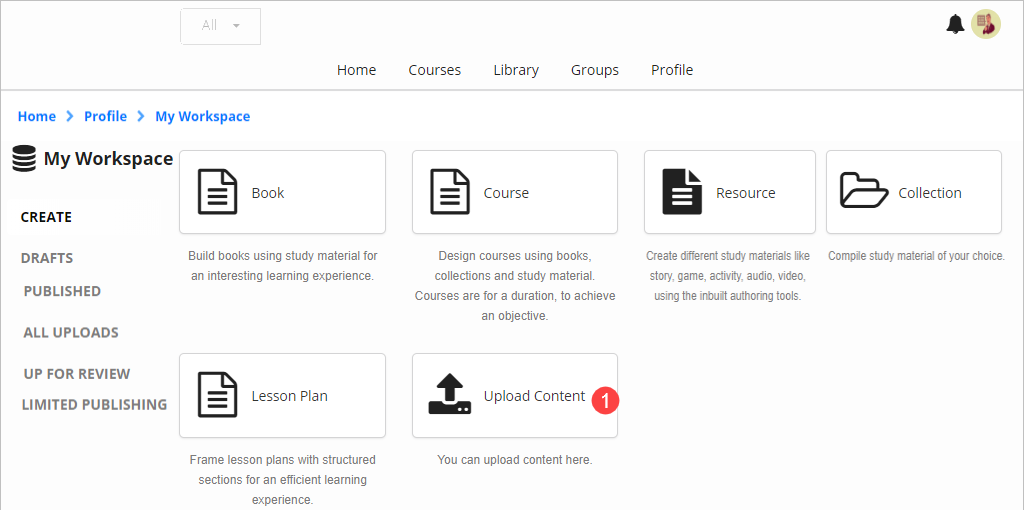 All
Home Courses Library Groups Profile
Home Profile My Workspace
My Workspace
CREATE
DRAFTS
PUBLISHED
ALL UPLOADS
UP FOR REVIEW
LIMITED PUBLISHING
Book
Build books using study material for
an interesting learning experience.
Course
Design courses using books,
collections and study material.
Courses are for a duration, to achieve
an objective.
Resource
Create different study materials like
story, game, activity, audio, video,
using the inbuilt authoring tools.
Collection
Compile study material of your choice.
Lesson Plan
Frame lesson plans with structured
sections for an efficient learning
experience.
Upload Content 1
You can upload content here.